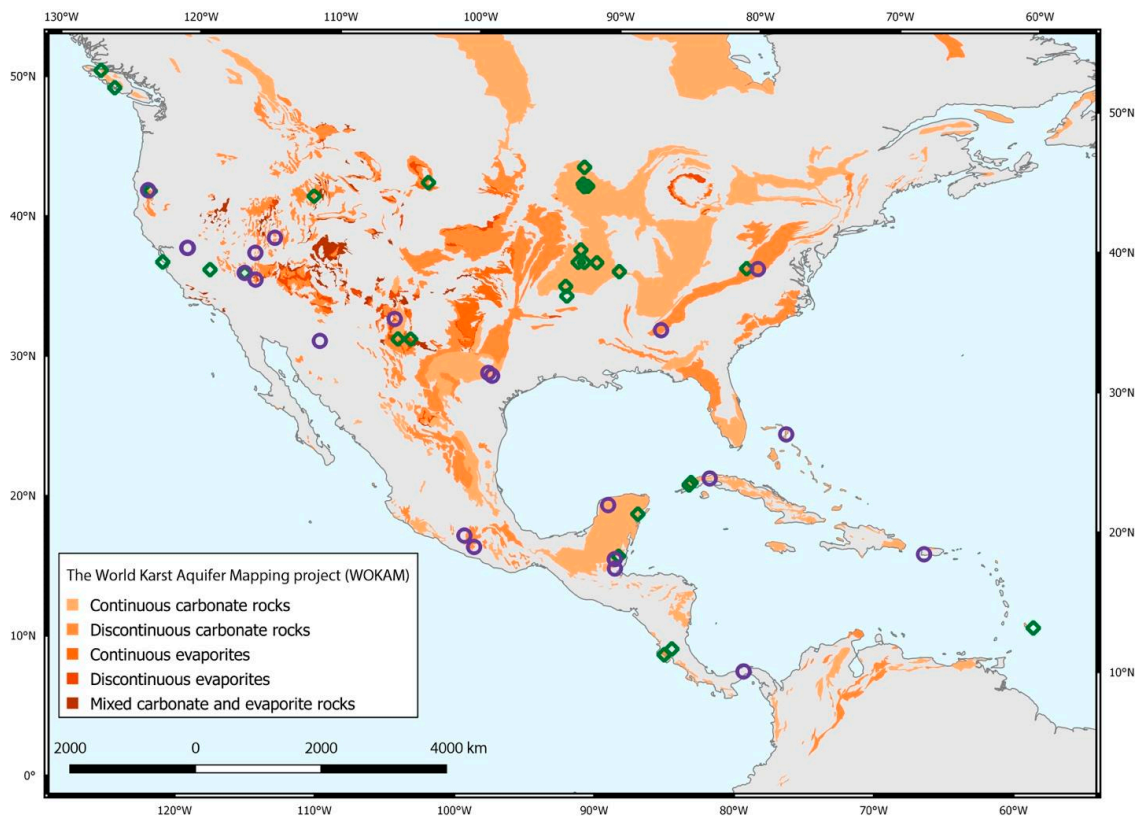 130°W 120°W 110°W 100°W 90°W 80°W 70°W 60°W
50°N
50°N
40°N
40°N
30°N
30°N
20°N
20°N
The World Karst Aquifer Mapping project (WOKAM)
Continuous carbonate rocks
Discontinuous carbonate rocks
10°N
Continuous evaporites
10°N
Discontinuous evaporites
Mixed carbonate and evaporite rocks
2000 0 2000 4000 km
0°
120°W 110°W 100°W 90°W 80°W 70°W 60°W